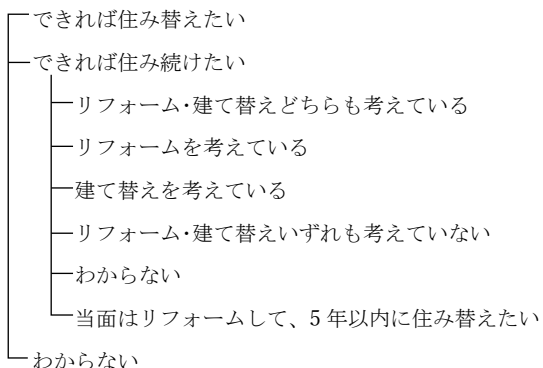 できれば住み替えたい
できれば住み続けたい
リフォーム・建て替えどちらも考えている
リフォームを考えている
建て替えを考えている
リフォーム・建て替えいずれも考えていない
わからない
当面はリフォームして、5年以内に住み替えたい
わからない